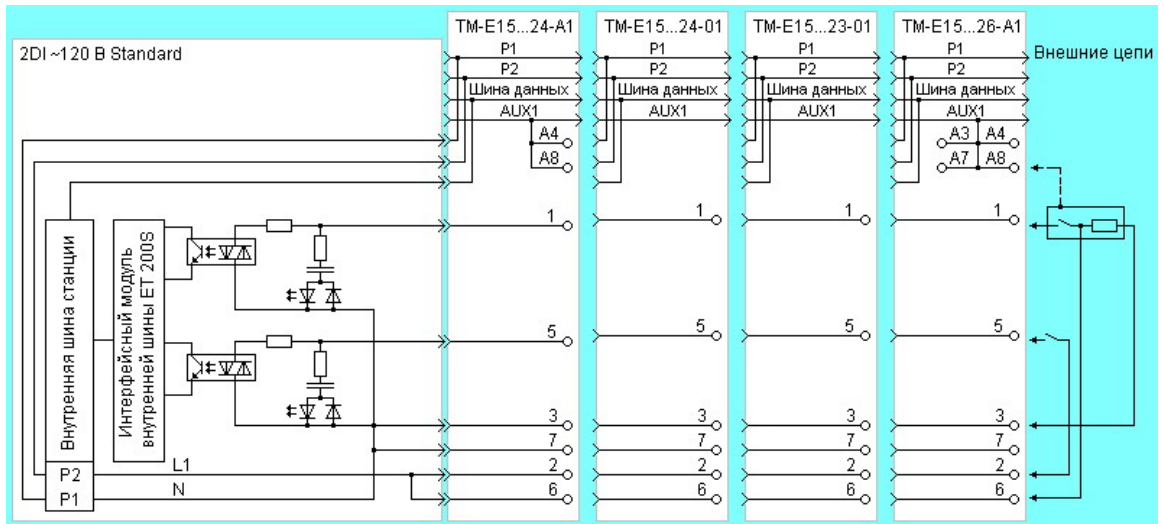 TM-E15...24-A1
TM-E15...24-01
TM-E15...23-01
TM-E15...26-A1
2DI ~120 В Standard
P1
P1
P1
P1
Внешние цепи
P2
P2
P2
P2
Шина данных
Шина данных
Шина данных
Шина данных
AUX1
AUX1
AUX1
AUX1
A4
A3
A4
A8
A7
A8
1
1
1
1
Внутренняя шина станции
Интерфейсный модуль
внутренней шины ET 200S
5
5
5
5
3
3
3
3
7
7
7
7
P2
L1
2
2
2
2
P1
N
6
6
6
6